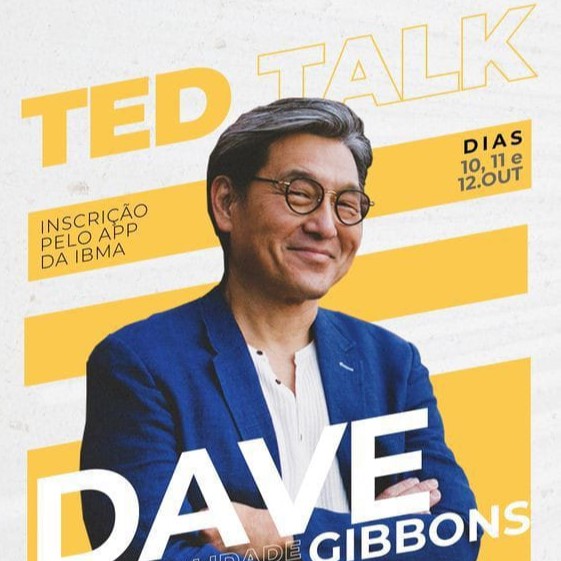 TED TALK
DIAS
10, 11 e
12.OUT
INSCRIÇÃO
PELO APP
DA IBMA
DAVE
GIBBONS